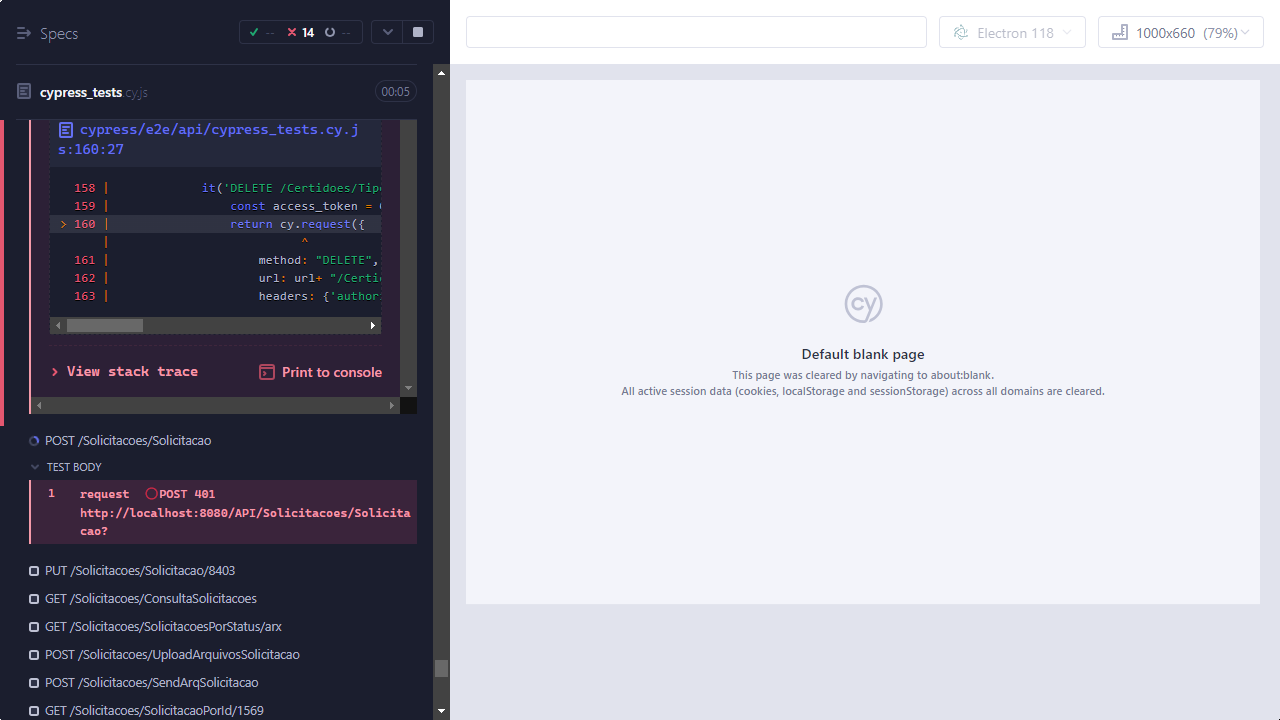 Specs
--
14
--
Electron 118
1000x660 (79%)
cypress_tests.cy.js
00:05
cypress/e2e/api/cypress_tests.cy.j
s:160:27
158 | it('DELETE /Certidoes/Tipo
159 | const access_token =
> 160 | return cy.request({
| ^
161 | method: "DELETE",
162 | url: url+ "/Certi
163 | headers: {'author
View stack trace
Print to console
POST /Solicitacoes/Solicitacao
TEST BODY
1 request POST 401
http://localhost:8080/API/Solicitacoes/Solicita
cao?
PUT /Solicitacoes/Solicitacao/8403
GET /Solicitacoes/ConsultaSolicitacoes
GET /Solicitacoes/SolicitacoesPorStatus/arx
POST /Solicitacoes/UploadArquivosSolicitacao
POST /Solicitacoes/SendArqSolicitacao
GET /Solicitacoes/SolicitacaoPorId/1569
cy
Default blank page
This page was cleared by navigating to about:blank.
All active session data (cookies, localStorage and sessionStorage) across all domains are cleared.